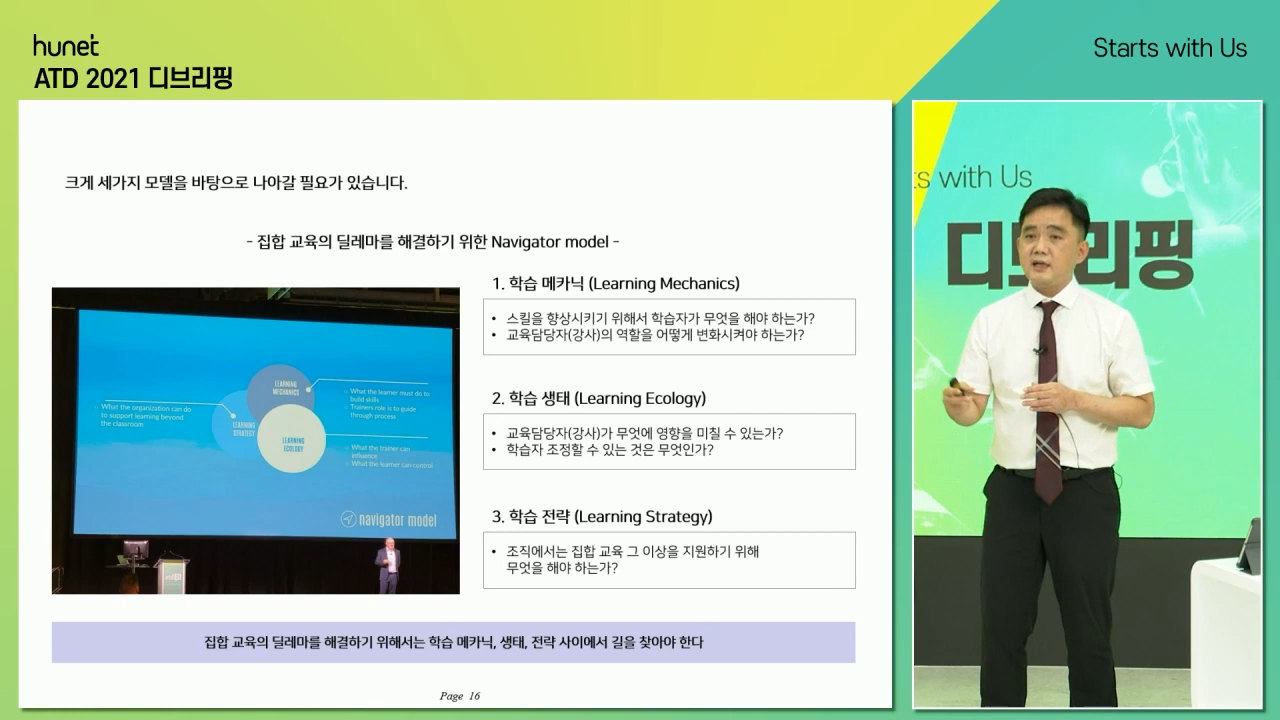 hunet
ATD 2021 디브리핑
Starts with Us
크게 세가지 모델을 바탕으로 나아갈 필요가 있습니다.
- 집합 교육의 딜레마를 해결하기 위한 Navigator model -
LEARNING
MECHANICS
LEARNING
STRATEGY
LEARNING
ECOLOGY
What the organization can do
to support learning beyond
the classroom
What the learner must do to
build skills
Trainers role is to guide
through process
What the trainer can
influence
What the learner can control
navigator model
1. 학습 메카닉 (Learning Mechanics)
• 스킬을 향상시키기 위해서 학습자가 무엇을 해야 하는가?
• 교육담당자(강사)의 역할을 어떻게 변화시켜야 하는가?
2. 학습 생태 (Learning Ecology)
• 교육담당자(강사)가 무엇에 영향을 미칠 수 있는가?
• 학습자 조정할 수 있는 것은 무엇인가?
3. 학습 전략 (Learning Strategy)
• 조직에서는 집합 교육 그 이상을 지원하기 위해
무엇을 해야 하는가?
집합 교육의 딜레마를 해결하기 위해서는 학습 메카닉, 생태, 전략 사이에서 길을 찾아야 한다
Page 16
ts with Us
디브리핑